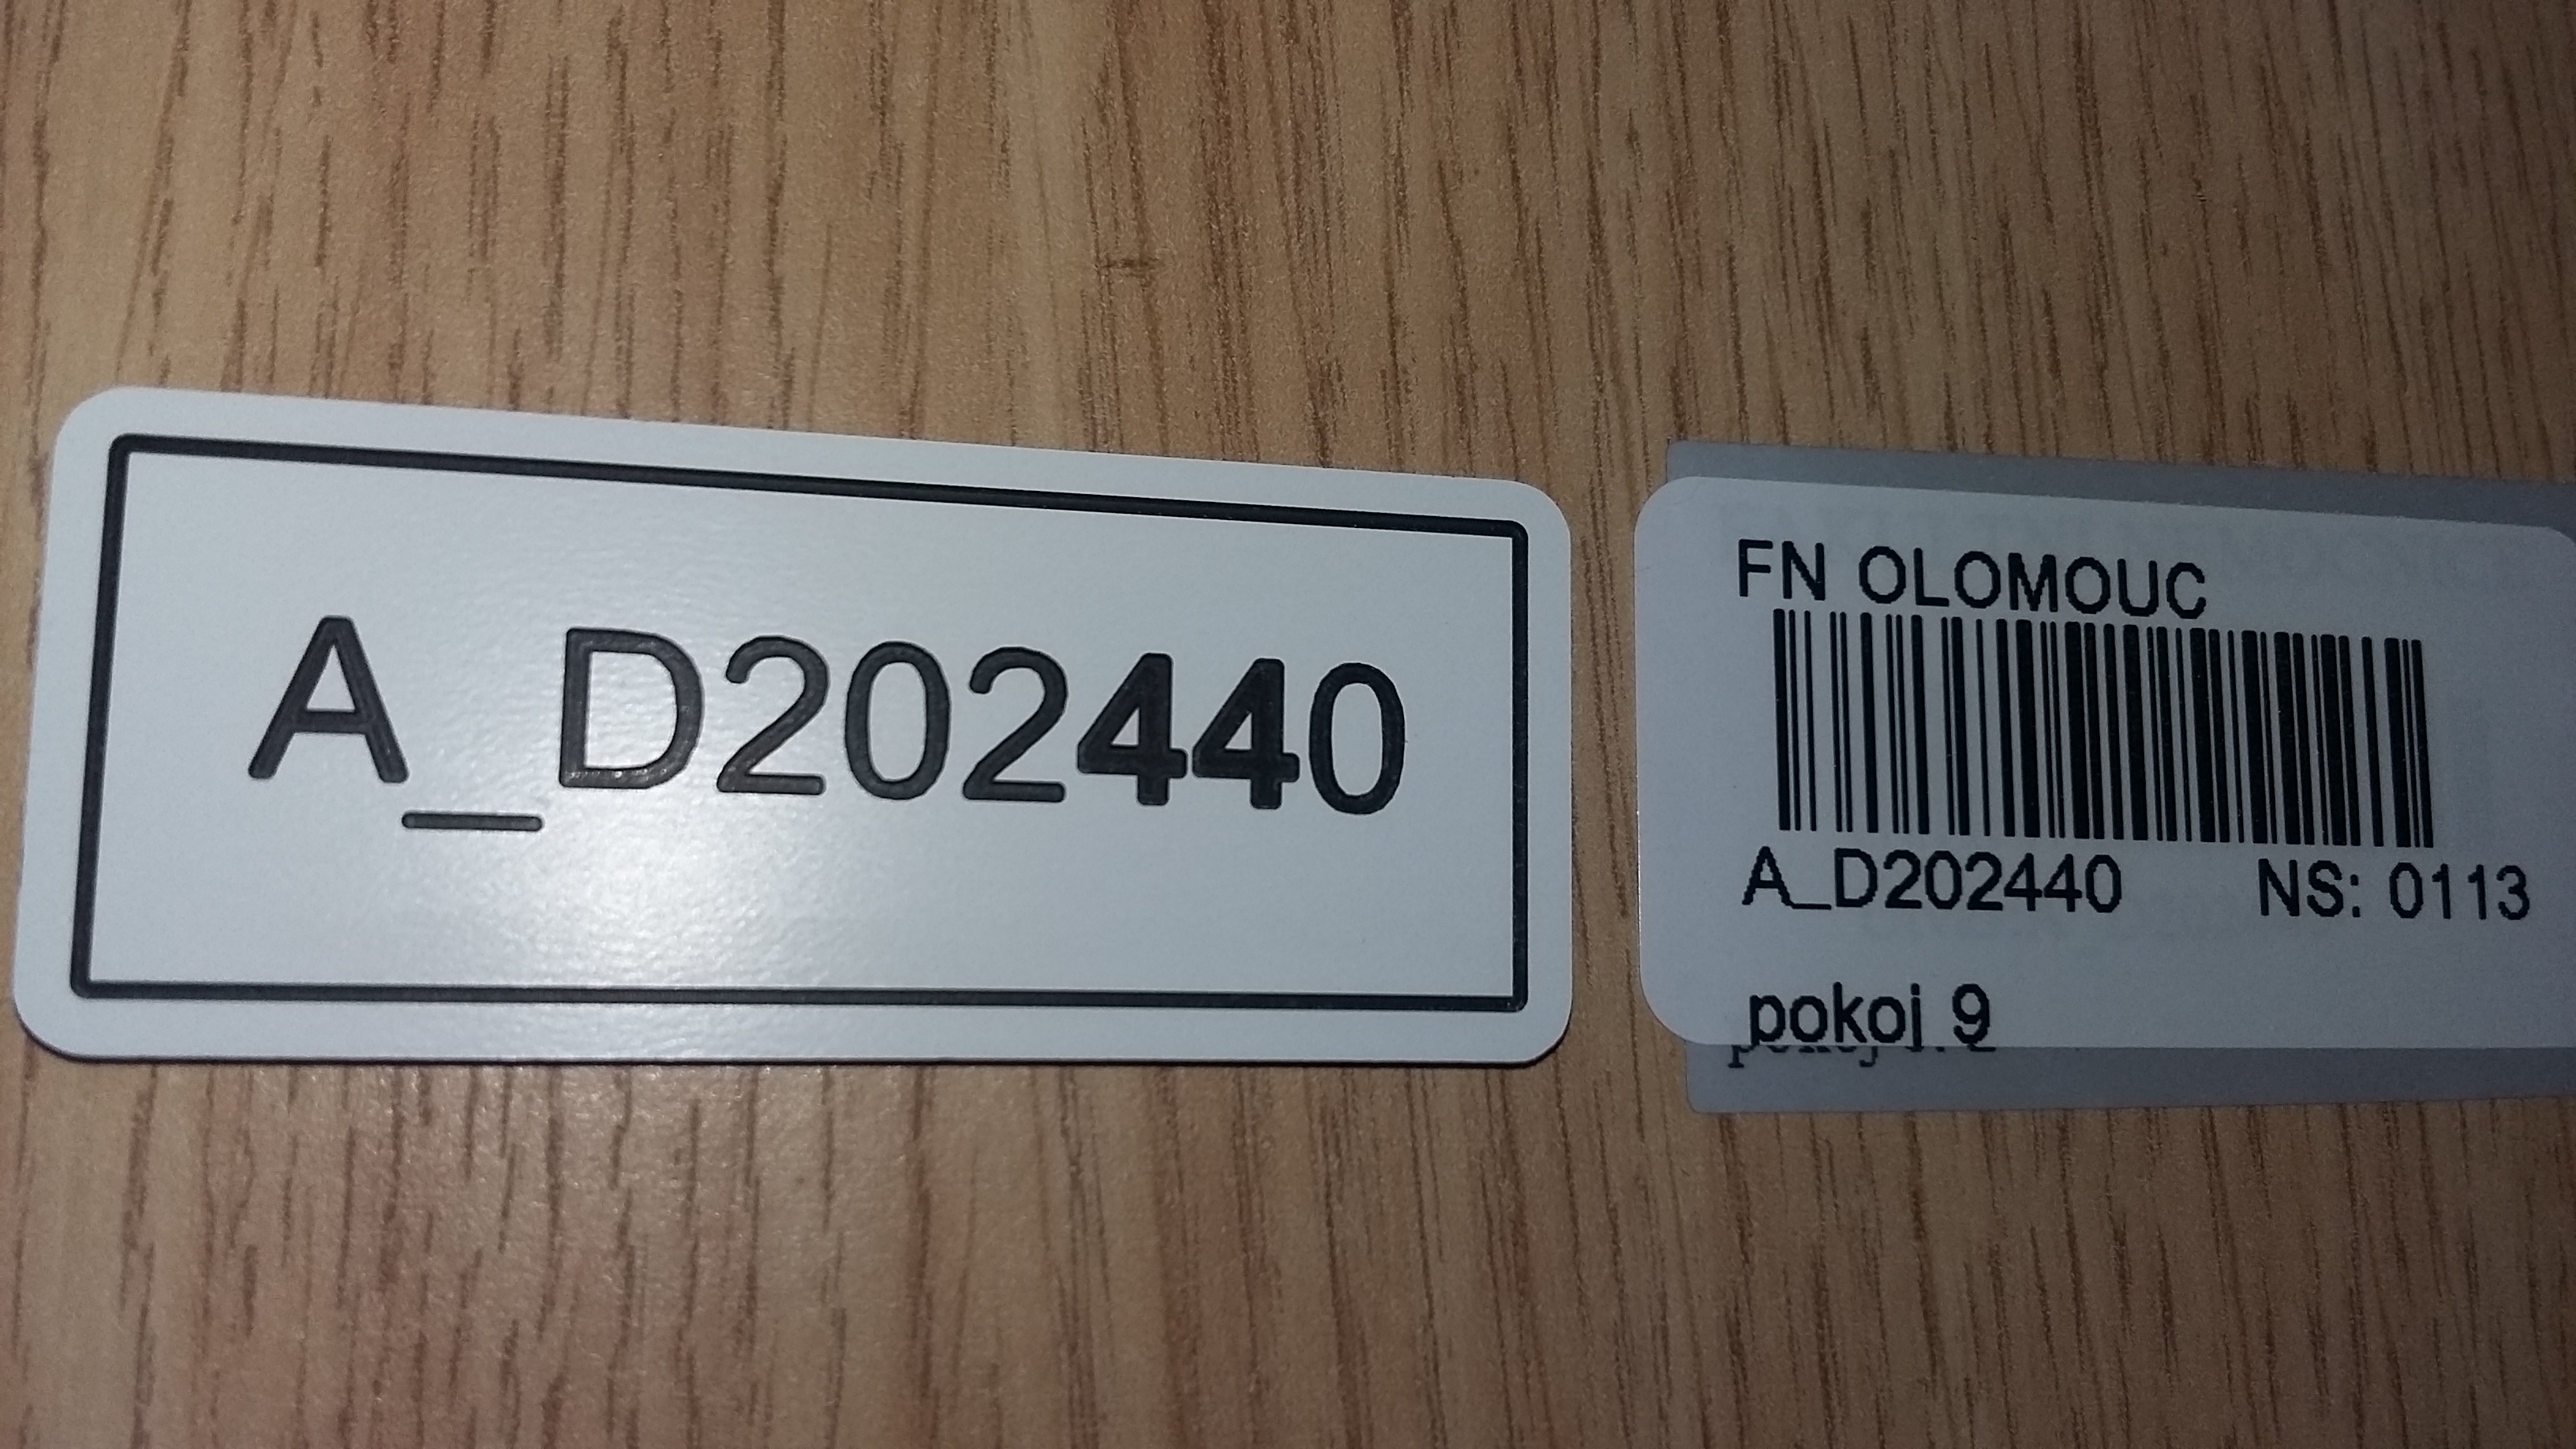 A_D202440
FN OLOMOUC
A_D202440 NS: 0113
pokoj 9